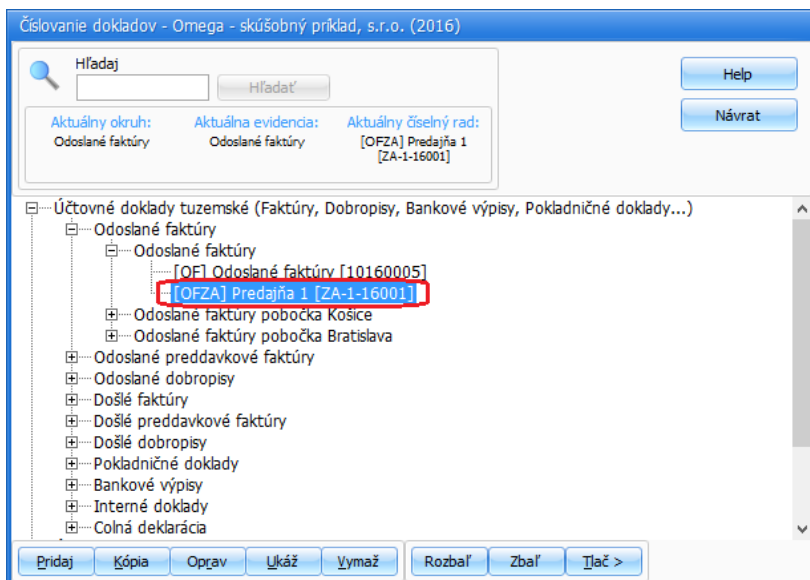 Číslovanie dokladov - Omega - skúšobný príklad, s.r.o. (2016)
Hľadaj
Hľadať
Help
Návrat
Aktuálny okruh: Aktuálna evidencia: Aktuálny číselný rad:
Odoslané faktúry Odoslané faktúry [OFZA] Predajňa 1
[ZA-1-16001]
Účtovné doklady tuzemské (Faktúry, Dobropisy, Bankové výpisy, Pokladničné doklady...)
Odoslané faktúry
Odoslané faktúry
[OF] Odoslané faktúry [10160005]
[OFZA] Predajňa 1 [ZA-1-16001]
Odoslané faktúry pobočka Košice
Odoslané faktúry pobočka Bratislava
Odoslané preddavkové faktúry
Odoslané dobropisy
Došlé faktúry
Došlé preddavkové faktúry
Došlé dobropisy
Pokladničné doklady
Bankové výpisy
Interné doklady
Colná deklarácia
Pridaj Kópia Oprav Ukáž Vymaž Rozbaľ Zbaľ Tlač >